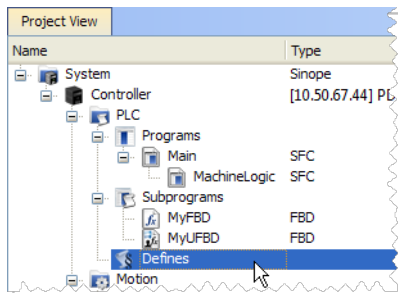 Project View
Name Type
System Sinope
Controller [10.50.67.44]
PLC
Programs
Main SFC
MachineLogic SFC
Subprograms
MyFBD FBD
MyUFBD FBD
Defines
Motion